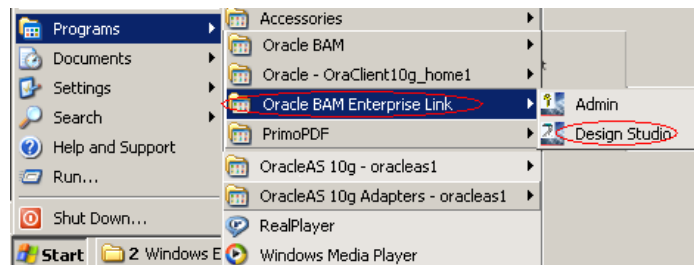 Programs
Documents
Settings
Search
Help and Support
Run...
Shut Down...
Start
2 Windows E
Accessories
Oracle BAM
Oracle - OraClient10g_home1
Oracle BAM Enterprise Link
PrimoPDF
OracleAS 10g - oracleas1
OracleAS 10g Adapters - oracleas1
RealPlayer
Windows Media Player
Admin
Design Studio